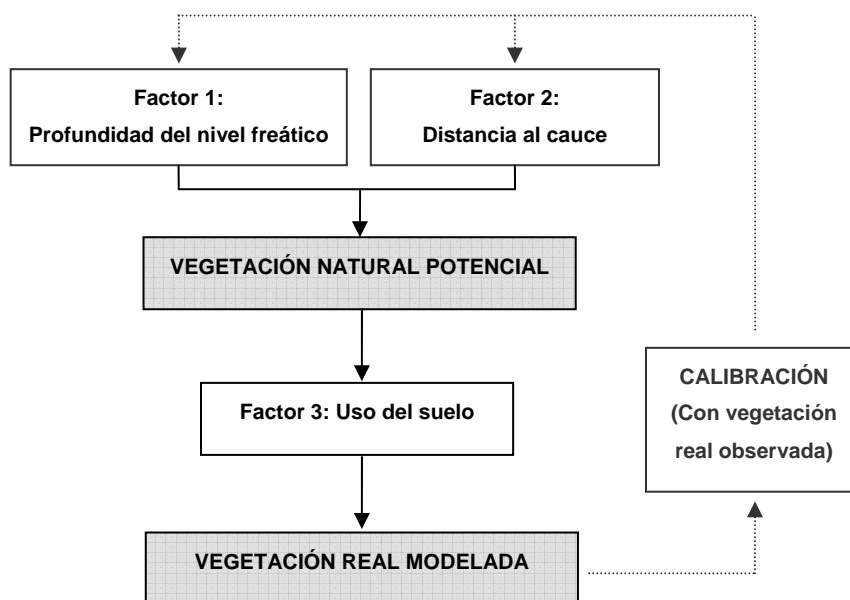 Factor 1:
Profundidad del nivel freático
Factor 2:
Distancia al cauce
VEGETACIÓN NATURAL POTENCIAL
Factor 3: Uso del suelo
CALIBRACIÓN
(Con vegetación
real observada)
VEGETACIÓN REAL MODELADA